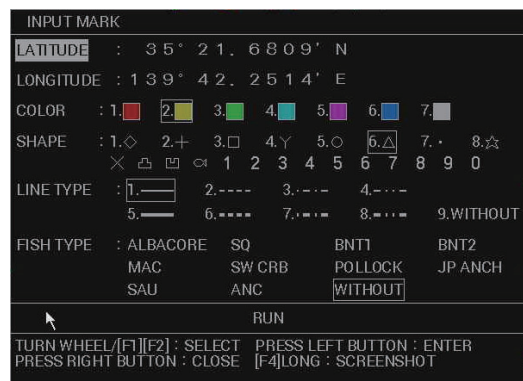 INPUT MARK
LATITUDE : 35° 21. 6809' N
LONGITUDE : 139° 42. 2514' E
COLOR : 1. 2. 3. 4. 5. 6. 7.
SHAPE : 1.◇ 2.+ 3.□ 4.Y 5.○ 6.△ 7.・ 8.☆
1 2 3 4 5 6 7 8 9 0
LINE TYPE : 1. 2. 3. 4.
5. 6. 7. 8. 9.WITHOUT
FISH TYPE : ALBACORE SQ BNT1 BNT2
MAC SW CRB POLLOCK JP ANCH
SAU ANC WITHOUT
RUN
TURN WHEEL/[F1][F2] : SELECT PRESS LEFT BUTTON : ENTER
PRESS RIGHT BUTTON : CLOSE [F4]LONG : SCREENSHOT